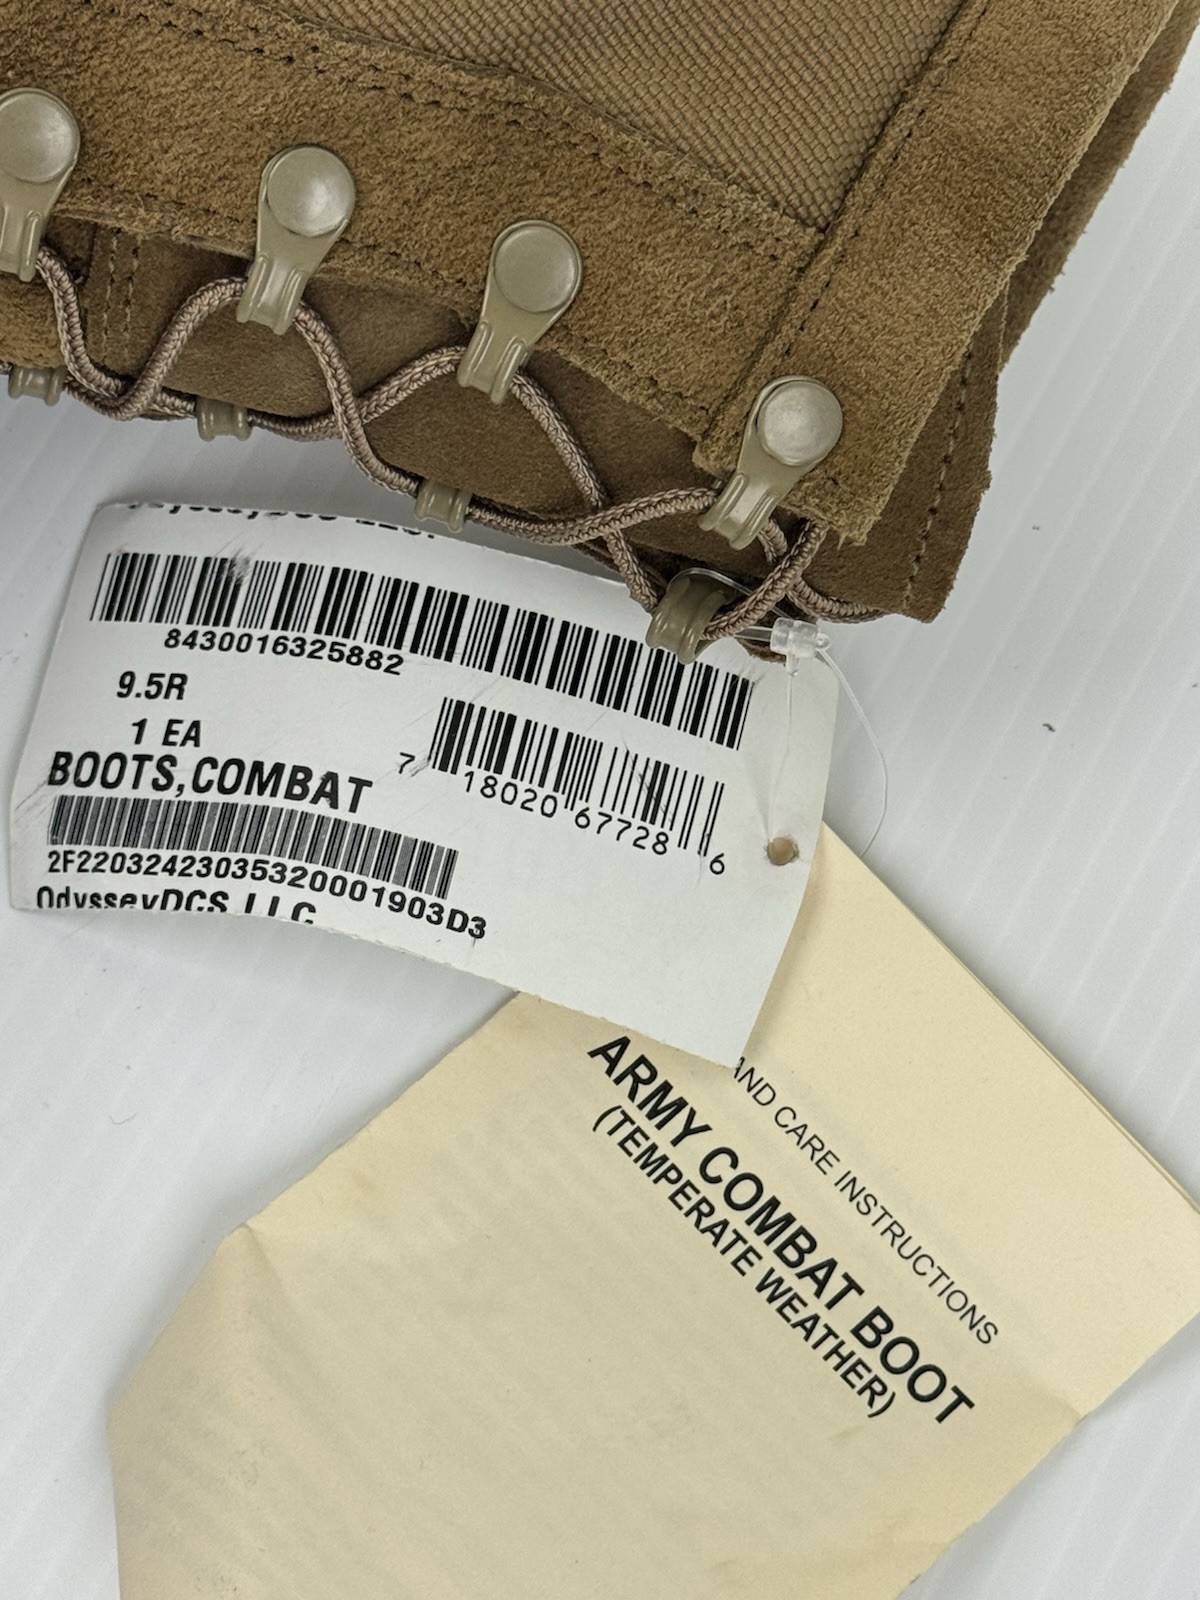 8430016325882
9.5R
1 EA
7 18020 67728 6
BOOTS,COMBAT
2F22032423035320001903D3
OdysseyDCS LLC
AND CARE INSTRUCTIONS
ARMY COMBAT BOOT
(TEMPERATE WEATHER)